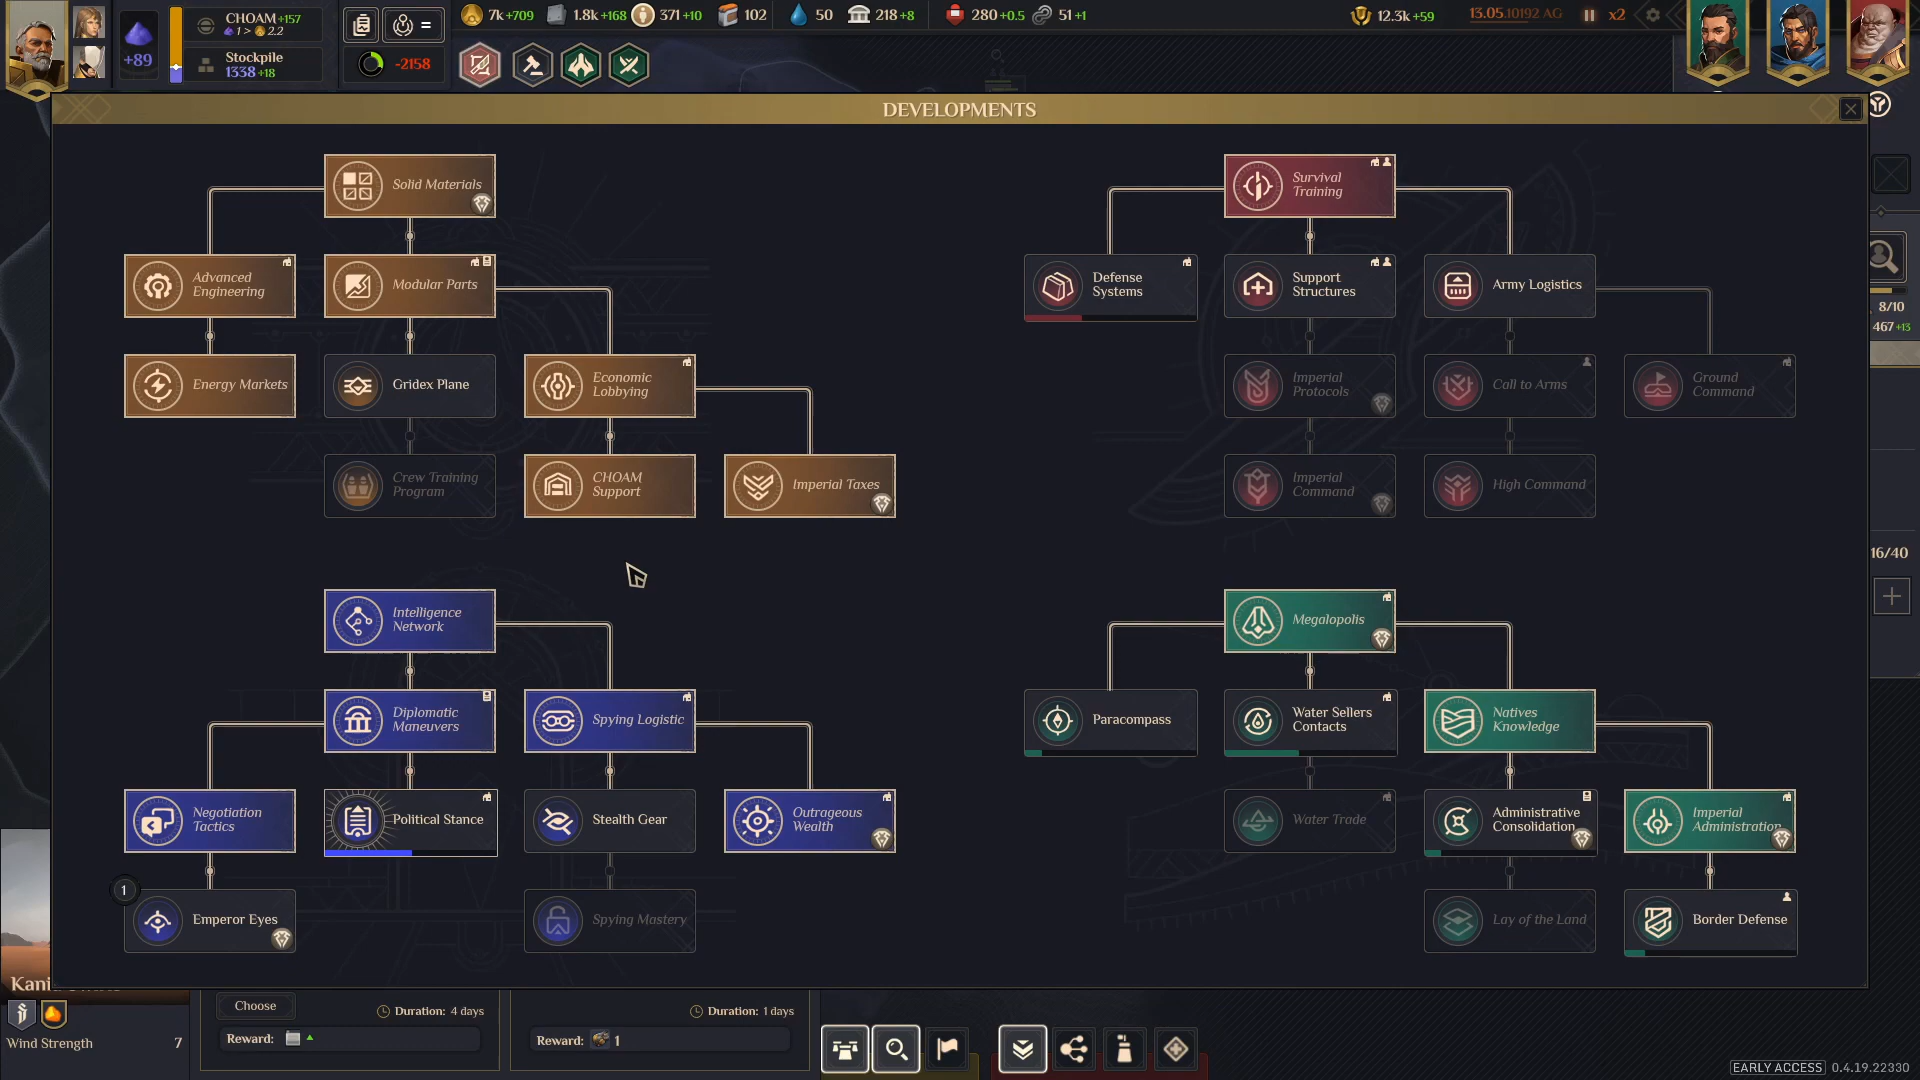 +89
CHOAM +157
1 > 2.2
Stockpile
1338 +18
=
-2158
7k +709
1.8k +168
371 +10
102
50
218 +8
280 +0.5
51 +1
12.3k +59
13.05.10192 AG
x2
DEVELOPMENTS
Solid Materials
Advanced
Engineering
Modular Parts
Energy Markets
Gridex Plane
Economic
Lobbying
Crew Training
Program
CHOAM
Support
Imperial Taxes
Survival
Training
Defense
Systems
Support
Structures
Army Logistics
Imperial
Protocols
Call to Arms
Ground
Command
Imperial
Command
High Command
Intelligence
Network
Diplomatic
Maneuvers
Spying Logistic
Negotiation
Tactics
Political Stance
Stealth Gear
Outrageous
Wealth
1
Emperor Eyes
Spying Mastery
Megalopolis
Paracompass
Water Sellers
Contacts
Natives
Knowledge
Water Trade
Administrative
Consolidation
Imperial
Administration
Lay of the Land
Border Defense
8/10
467 +13
16/40
Wind Strength 7
Choose
Duration: 4 days
Reward:
Duration: 1 days
Reward: 1
EARLY ACCESS 0.4.19.22330